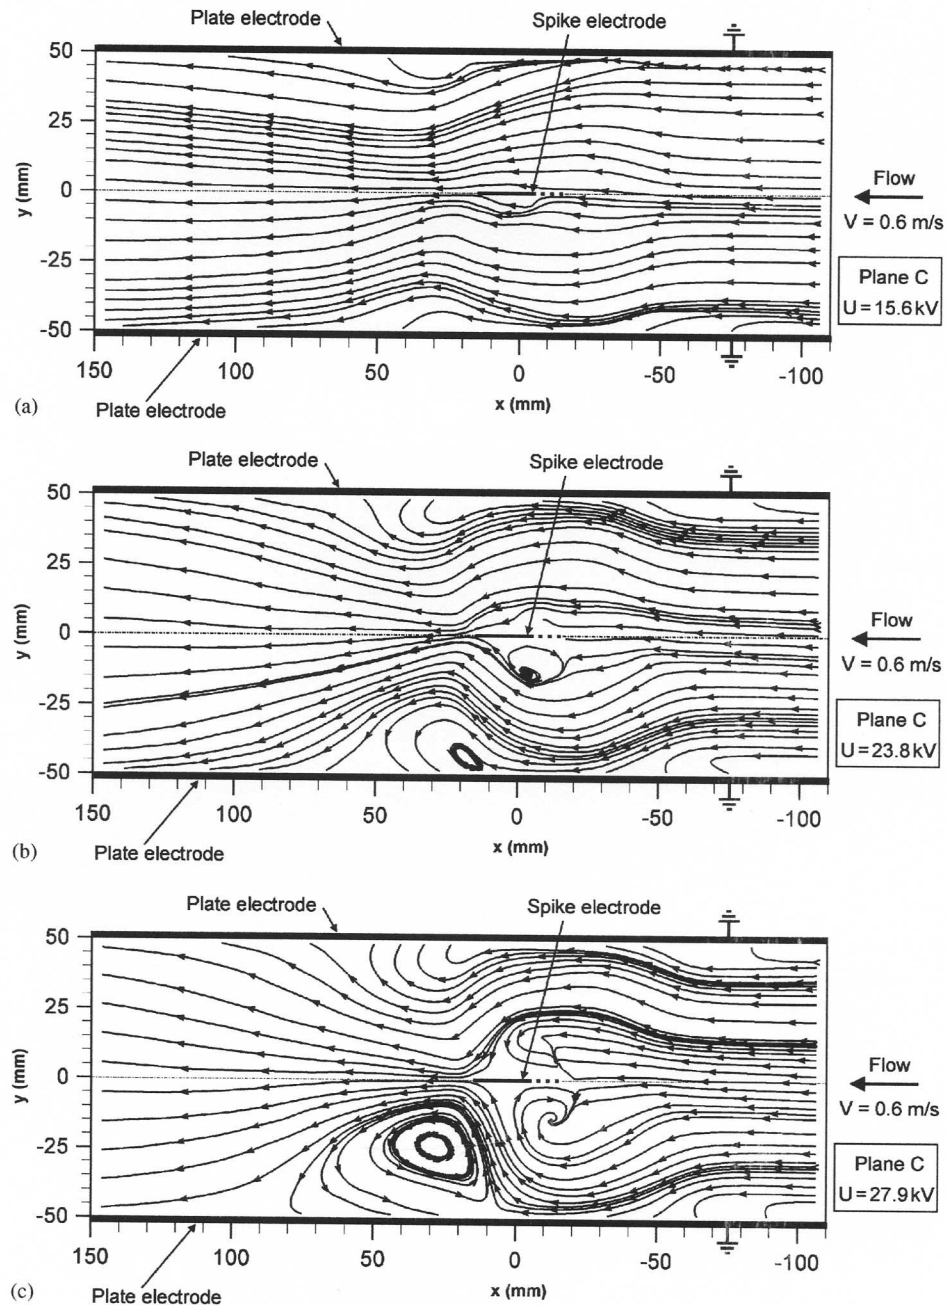 (a)
Plate electrode
Spike electrode
50
25
0
-25
-50
y (mm)
150
100
50
0
-50
-100
x (mm)
Plate electrode
Flow
V = 0.6 m/s
Plane C
U = 15.6 kV
(b)
Plate electrode
Spike electrode
50
25
0
-25
-50
y (mm)
150
100
50
0
-50
-100
x (mm)
Plate electrode
Flow
V = 0.6 m/s
Plane C
U = 23.8 kV
(c)
Plate electrode
Spike electrode
50
25
0
-25
-50
y (mm)
150
100
50
0
-50
-100
x (mm)
Plate electrode
Flow
V = 0.6 m/s
Plane C
U = 27.9 kV